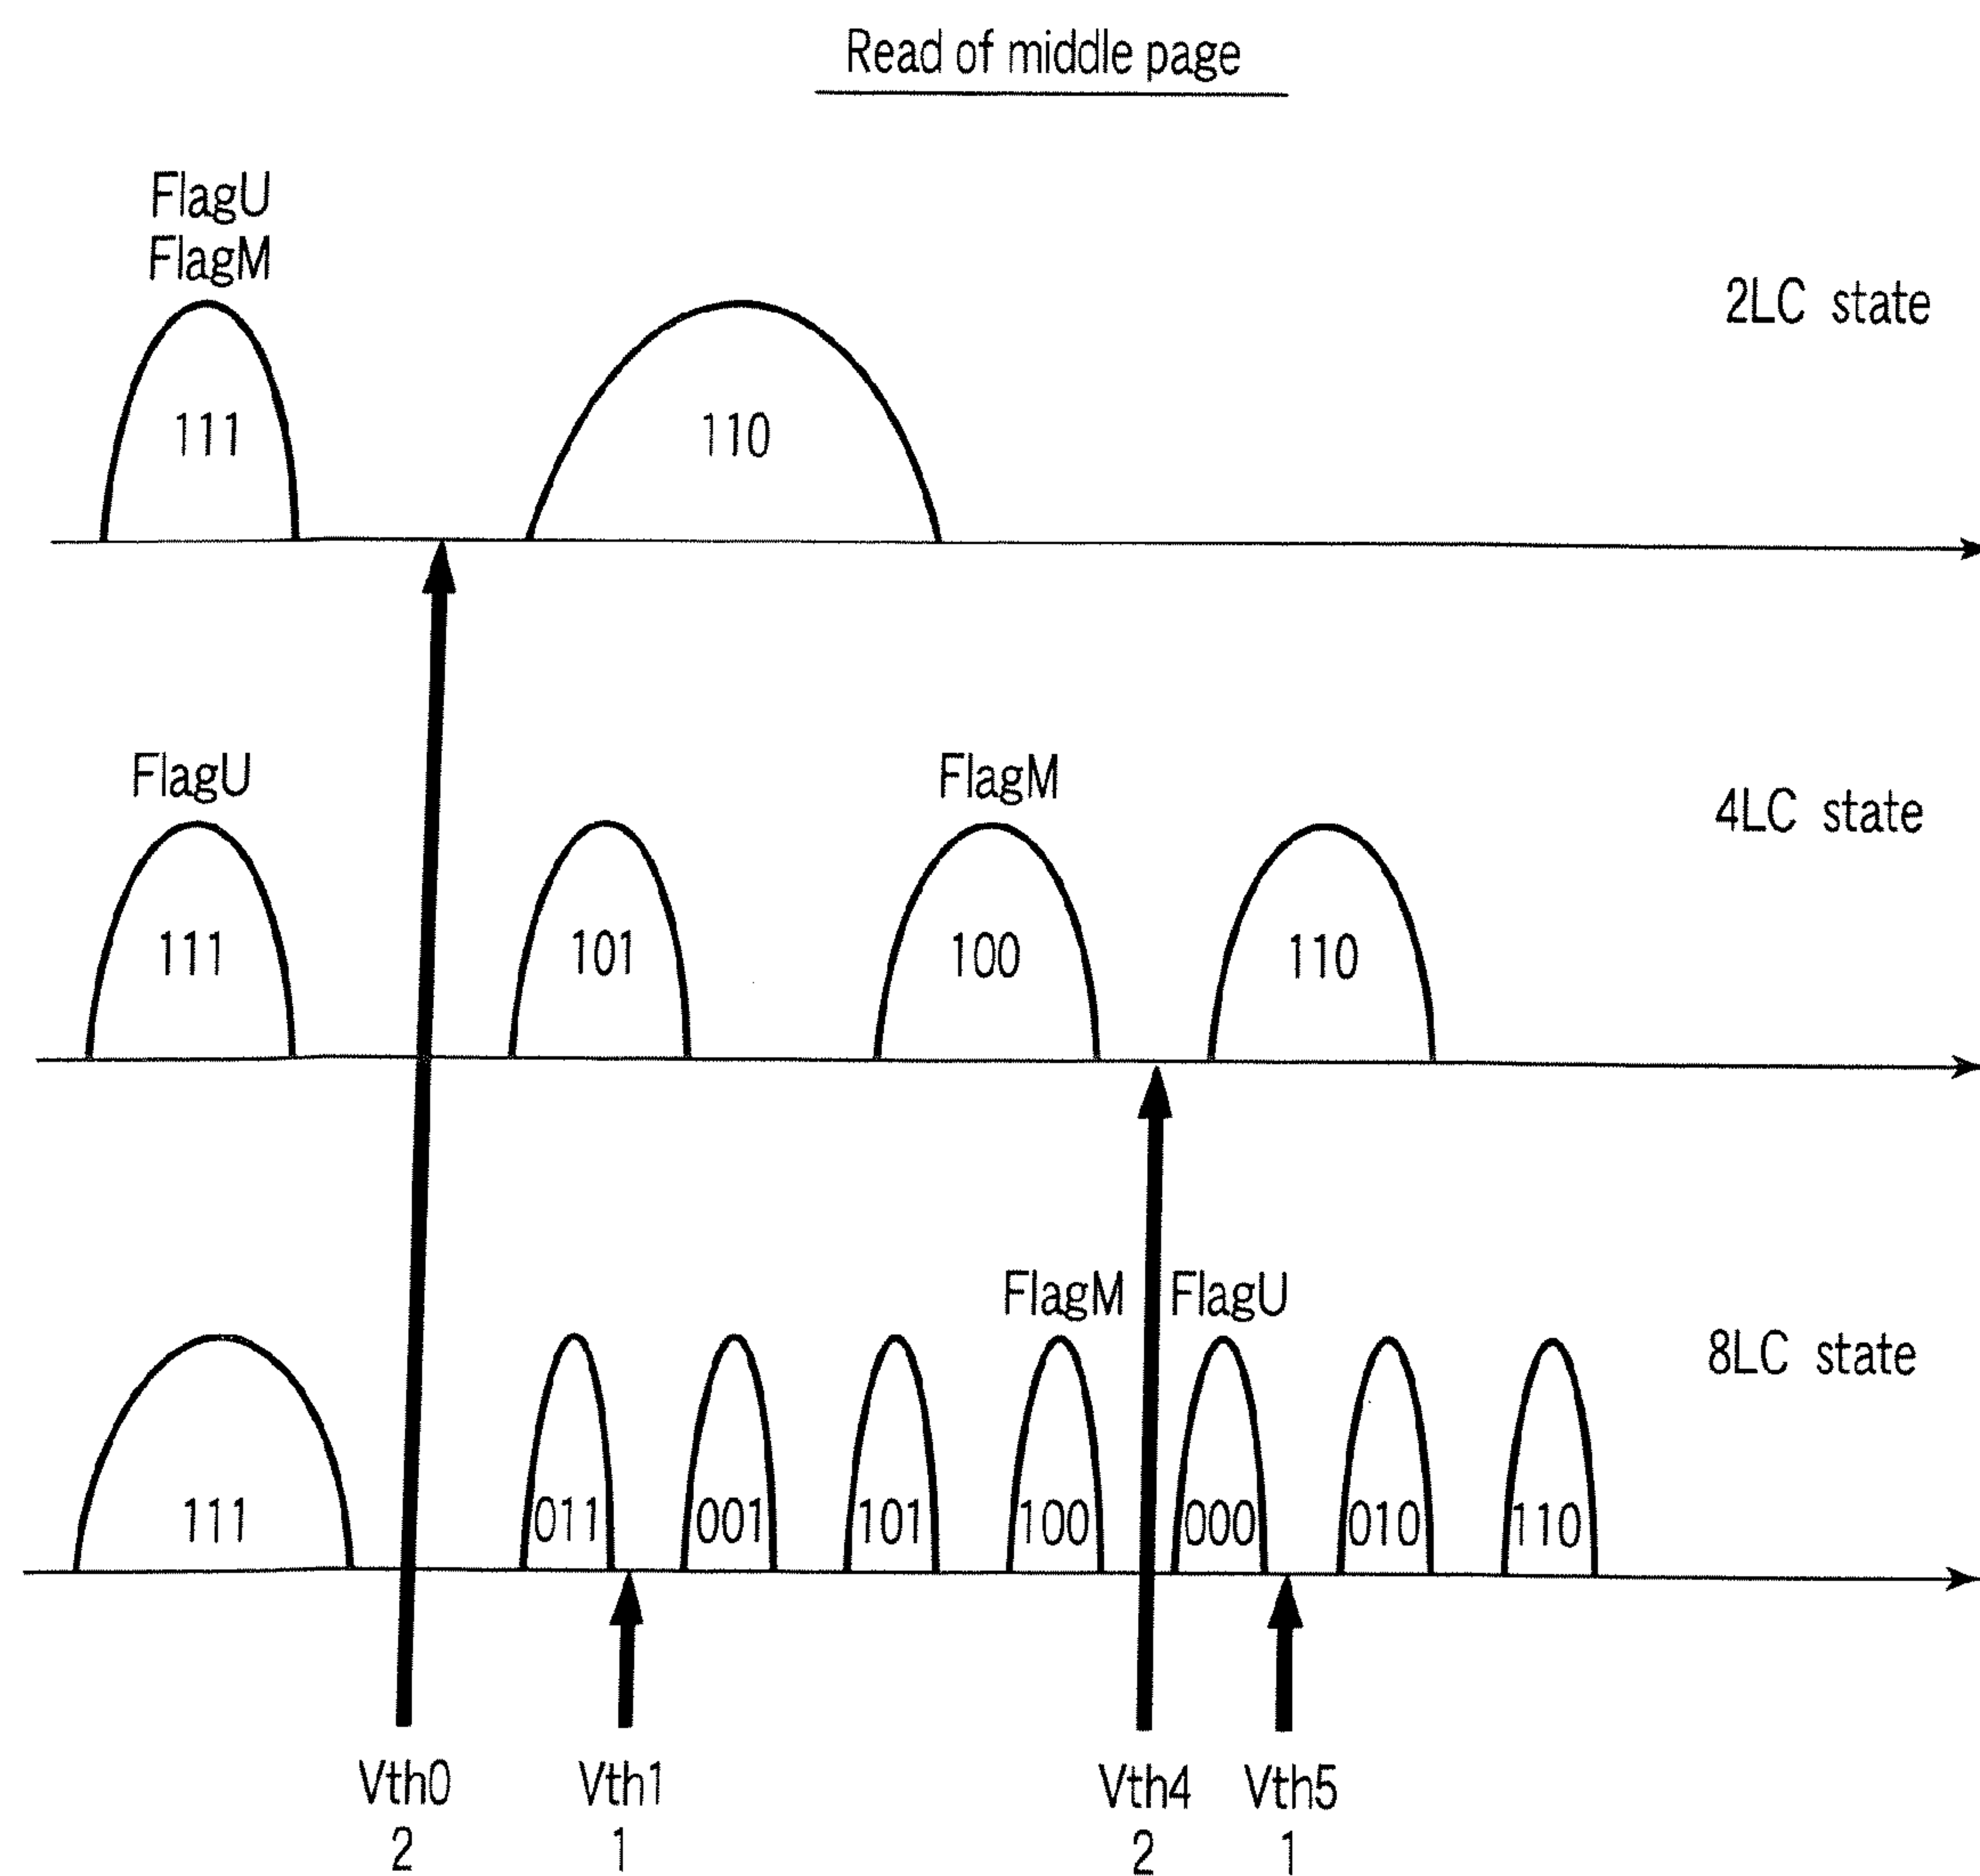 Read of middle page
FlagU
FlagM
2LC state
111
110
FlagU
FlagM
4LC state
111
101
100
110
FlagM
FlagU
8LC state
111
011
001
101
100
000
010
110
Vth0
Vth1
Vth4
Vth5
2
1
2
1